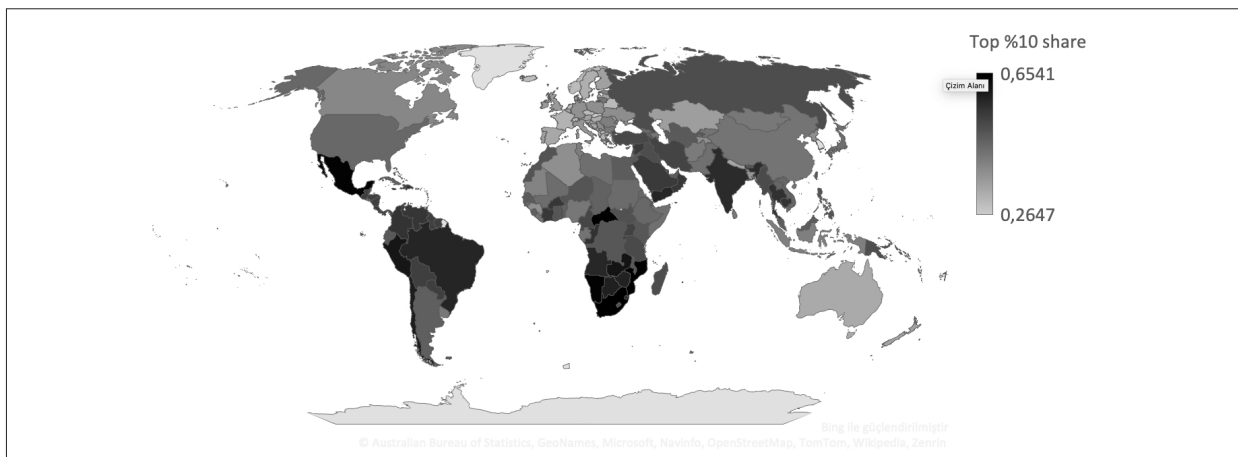 Top %10 share
0,6541
Çizim Alanı
0,2647
Bing ile güçlendirilmiştir
© Australian Bureau of Statistics, GeoNames, Microsoft, Navinfo, OpenStreetMap, TomTom, Wikipedia, Zenrin